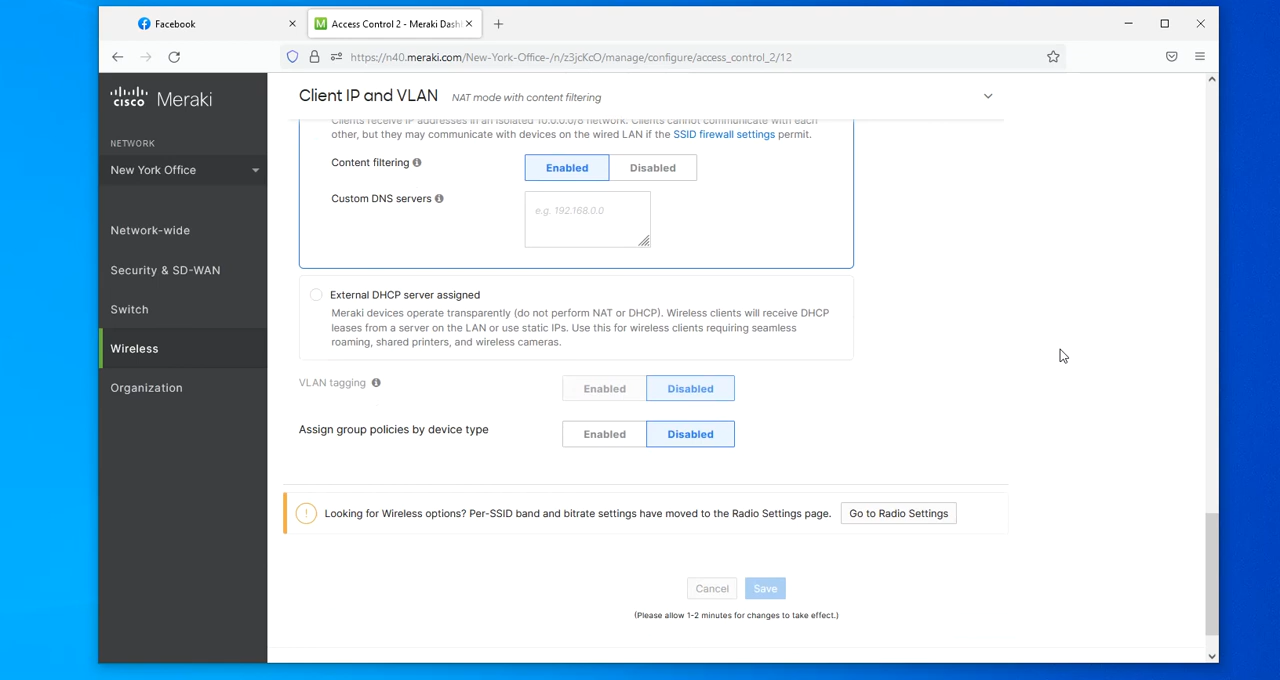 Facebook
Access Control 2 - Meraki Dash
https://n40.meraki.com/New-York-Office-/n/z3jcKcO/manage/configure/access_control_2/12
CISCO Meraki
NETWORK
New York Office
Network-wide
Security & SD-WAN
Switch
Wireless
Organization
Client IP and VLAN NAT mode with content filtering
Clients receive IP addresses in an isolated 10.0.0.0/8 network. Clients cannot communicate with each
other, but they may communicate with devices on the wired LAN if the SSID firewall settings permit.
Content filtering Enabled Disabled
Custom DNS servers e.g. 192.168.0.0
External DHCP server assigned
Meraki devices operate transparently (do not perform NAT or DHCP). Wireless clients will receive DHCP
leases from a server on the LAN or use static IPs. Use this for wireless clients requiring seamless
roaming, shared printers, and wireless cameras.
VLAN tagging Enabled Disabled
Assign group policies by device type Enabled Disabled
Looking for Wireless options? Per-SSID band and bitrate settings have moved to the Radio Settings page. Go to Radio Settings
Cancel Save
(Please allow 1-2 minutes for changes to take effect.)